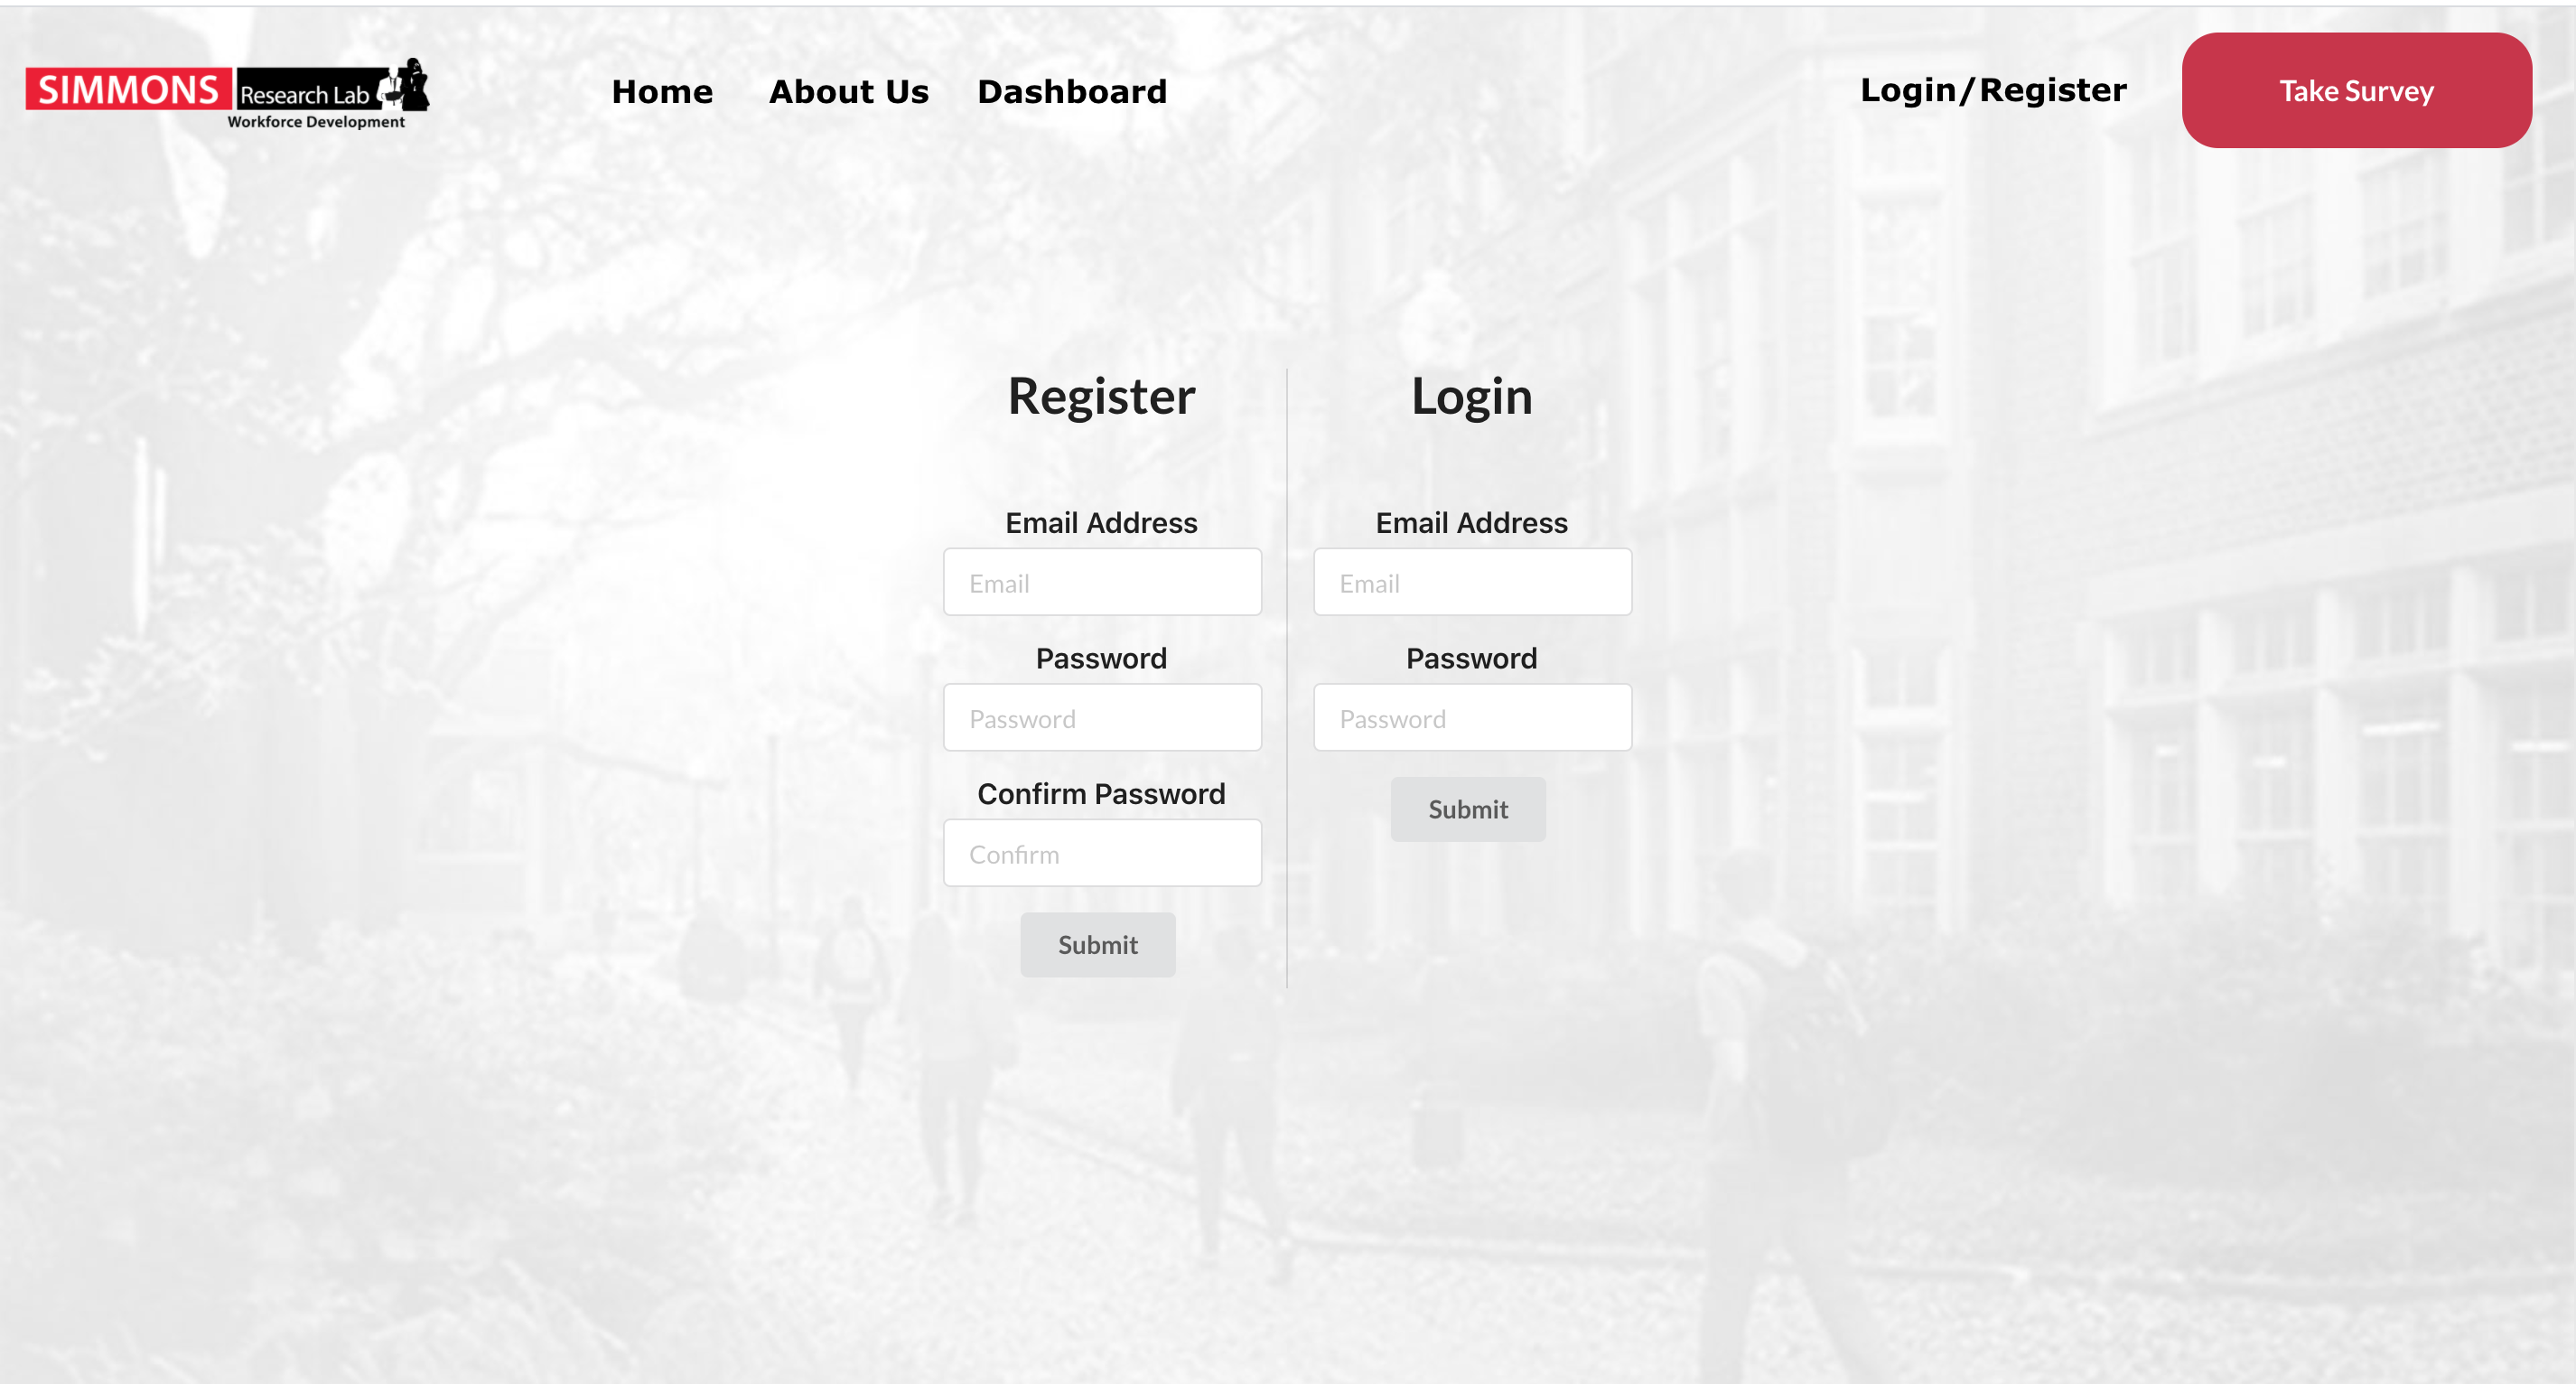 SIMMONS Research Lab
Workforce Development
Home About Us Dashboard
Login/Register
Take Survey
Register
Email Address
Email
Password
Password
Confirm Password
Confirm
Submit
Login
Email Address
Email
Password
Password
Submit